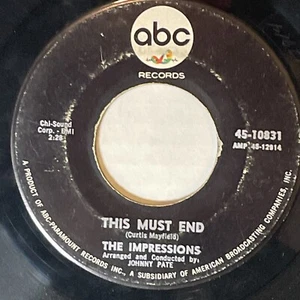 abc
RECORDS
Chi-Sound
Corp. - BMI
2:28
45-10831
AMP 45-12914
THIS MUST END
(Curtis Mayfield)
THE IMPRESSIONS
Arranged and Conducted by
JOHNNY PATE
A PRODUCT OF ABC-PARAMOUNT RECORDS INC., A SUBSIDIARY OF AMERICAN BROADCASTING COMPANIES, INC.